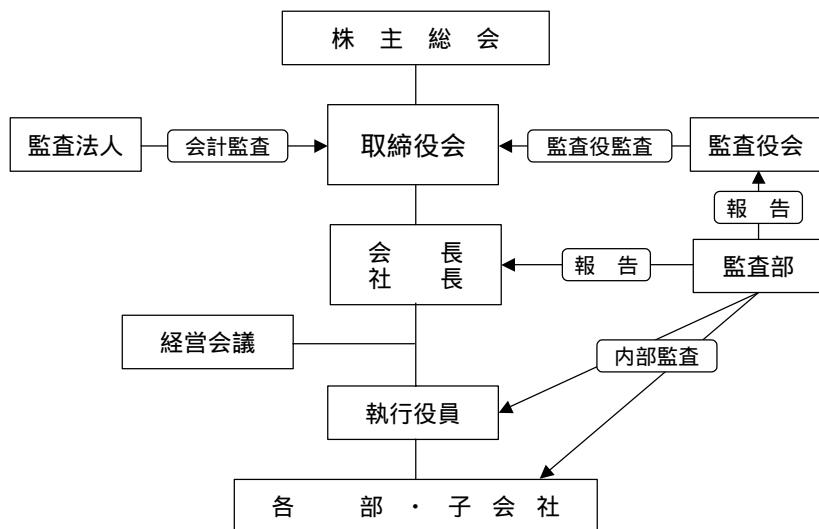 株 主 総 会
監査法人
会計監査
取締役会
監査役監査
監査役会
報 告
会 長
社 長
報 告
監査部
経営会議
内部監査
執行役員
各 部 ・ 子 会 社